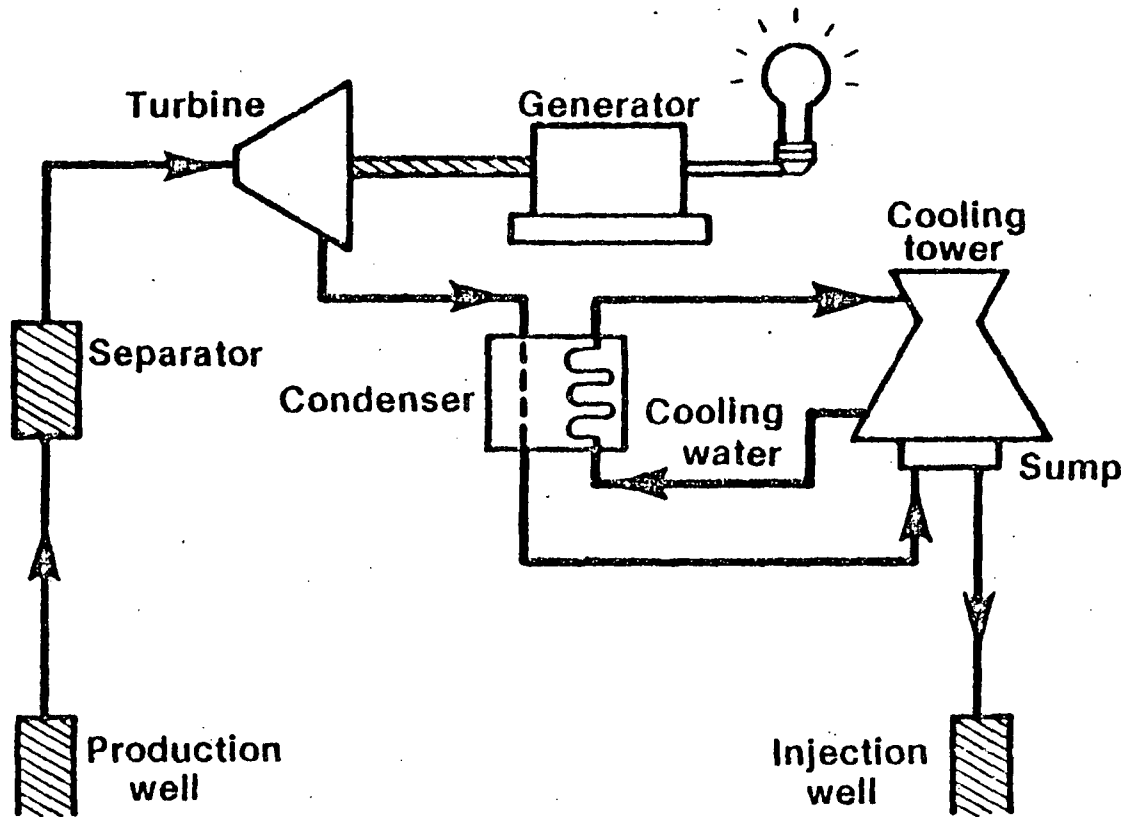 Turbine
Generator
Cooling
tower
Separator
Condenser
Cooling
water
Sump
Production
well
Injection
well